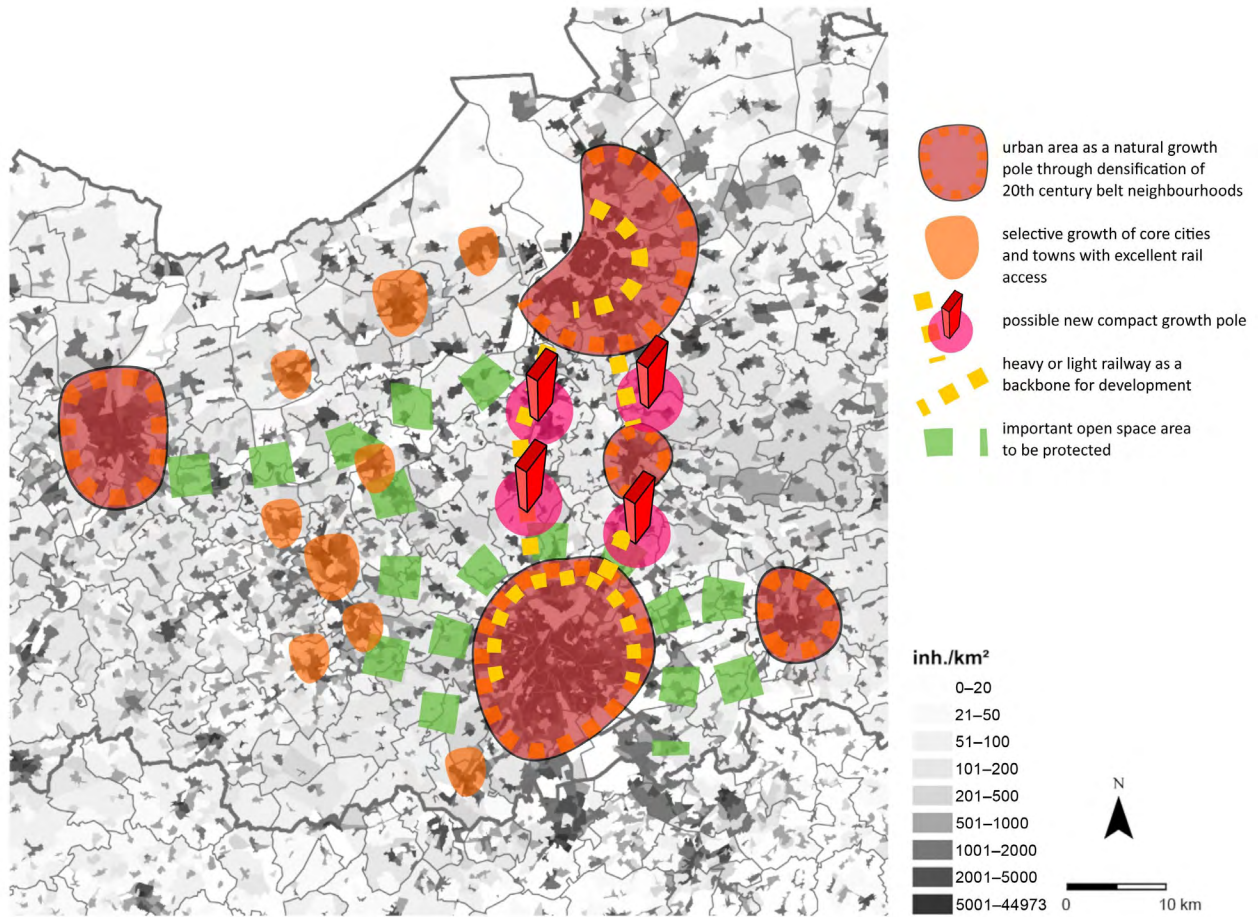 urban area as a natural growth
pole through densification of
20th century belt neighbourhoods
selective growth of core cities
and towns with excellent rail
access
possible new compact growth pole
heavy or light railway as a
backbone for development
important open space area
to be protected
inh./km²
0–20
21–50
51–100
101–200
201–500
501–1000
1001–2000
2001–5000
5001–44973
N
10 km